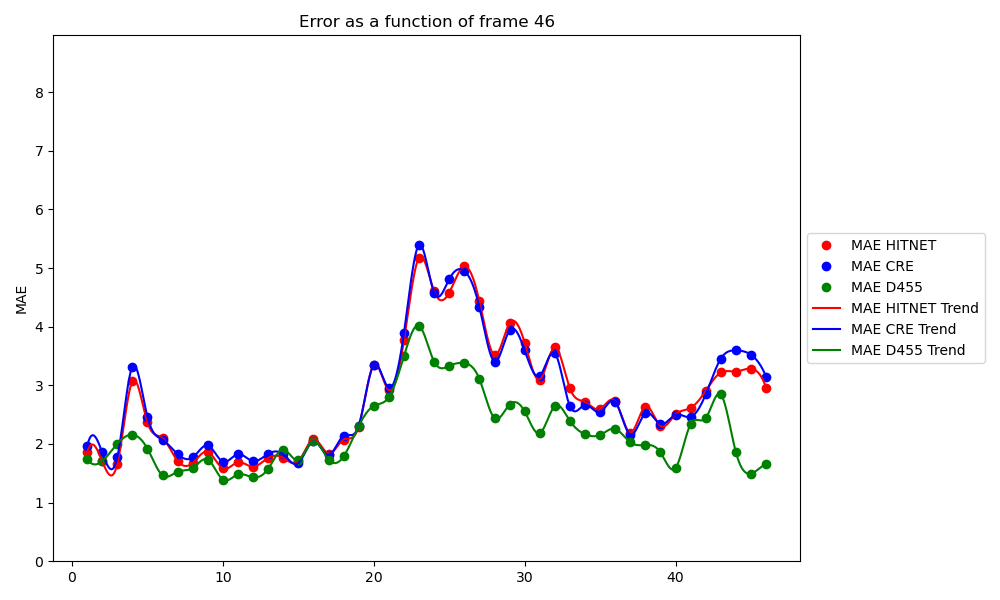 Error as a function of frame 46
MAE
8
7
6
5
4
3
2
1
0
0 10 20 30 40
MAE HITNET
MAE CRE
MAE D455
MAE HITNET Trend
MAE CRE Trend
MAE D455 Trend